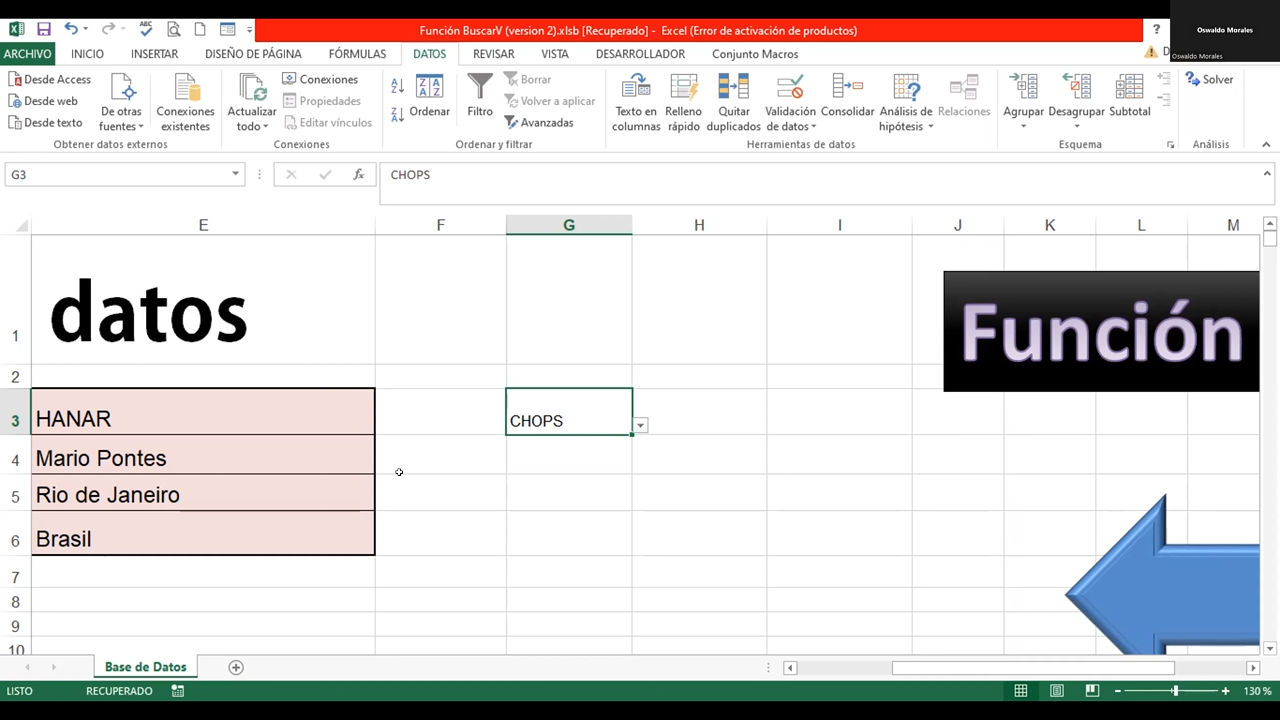 Función BuscarV (version 2).xlsb [Recuperado] - Excel (Error de activación de productos)
?
Oswaldo Morales
Oswaldo Morales
ARCHIVO INICIO INSERTAR DISEÑO DE PÁGINA FÓRMULAS DATOS REVISAR VISTA DESARROLLADOR Conjunto Macros
Desde Access
Desde web
Desde texto
De otras
fuentes
Conexiones
existentes
Obtener datos externos
Actualizar
todo
Conexiones
Propiedades
Editar vínculos
Conexiones
Ordenar
Filtro
Borrar
Volver a aplicar
Avanzadas
Ordenar y filtrar
Texto en
columnas
Relleno
rápido
Quitar
duplicados
Validación
de datos
Consolidar
Análisis de
hipótesis
Relaciones
Herramientas de datos
Agrupar
Desagrupar
Subtotal
Esquema
Solver
Análisis
G3 fx CHOPS
E F G H I J K L M
1 datos Función
2
3 HANAR CHOPS
4 Mario Pontes
5 Rio de Janeiro
6 Brasil
7
8
9
10
Base de Datos
LISTO RECUPERADO 130 %